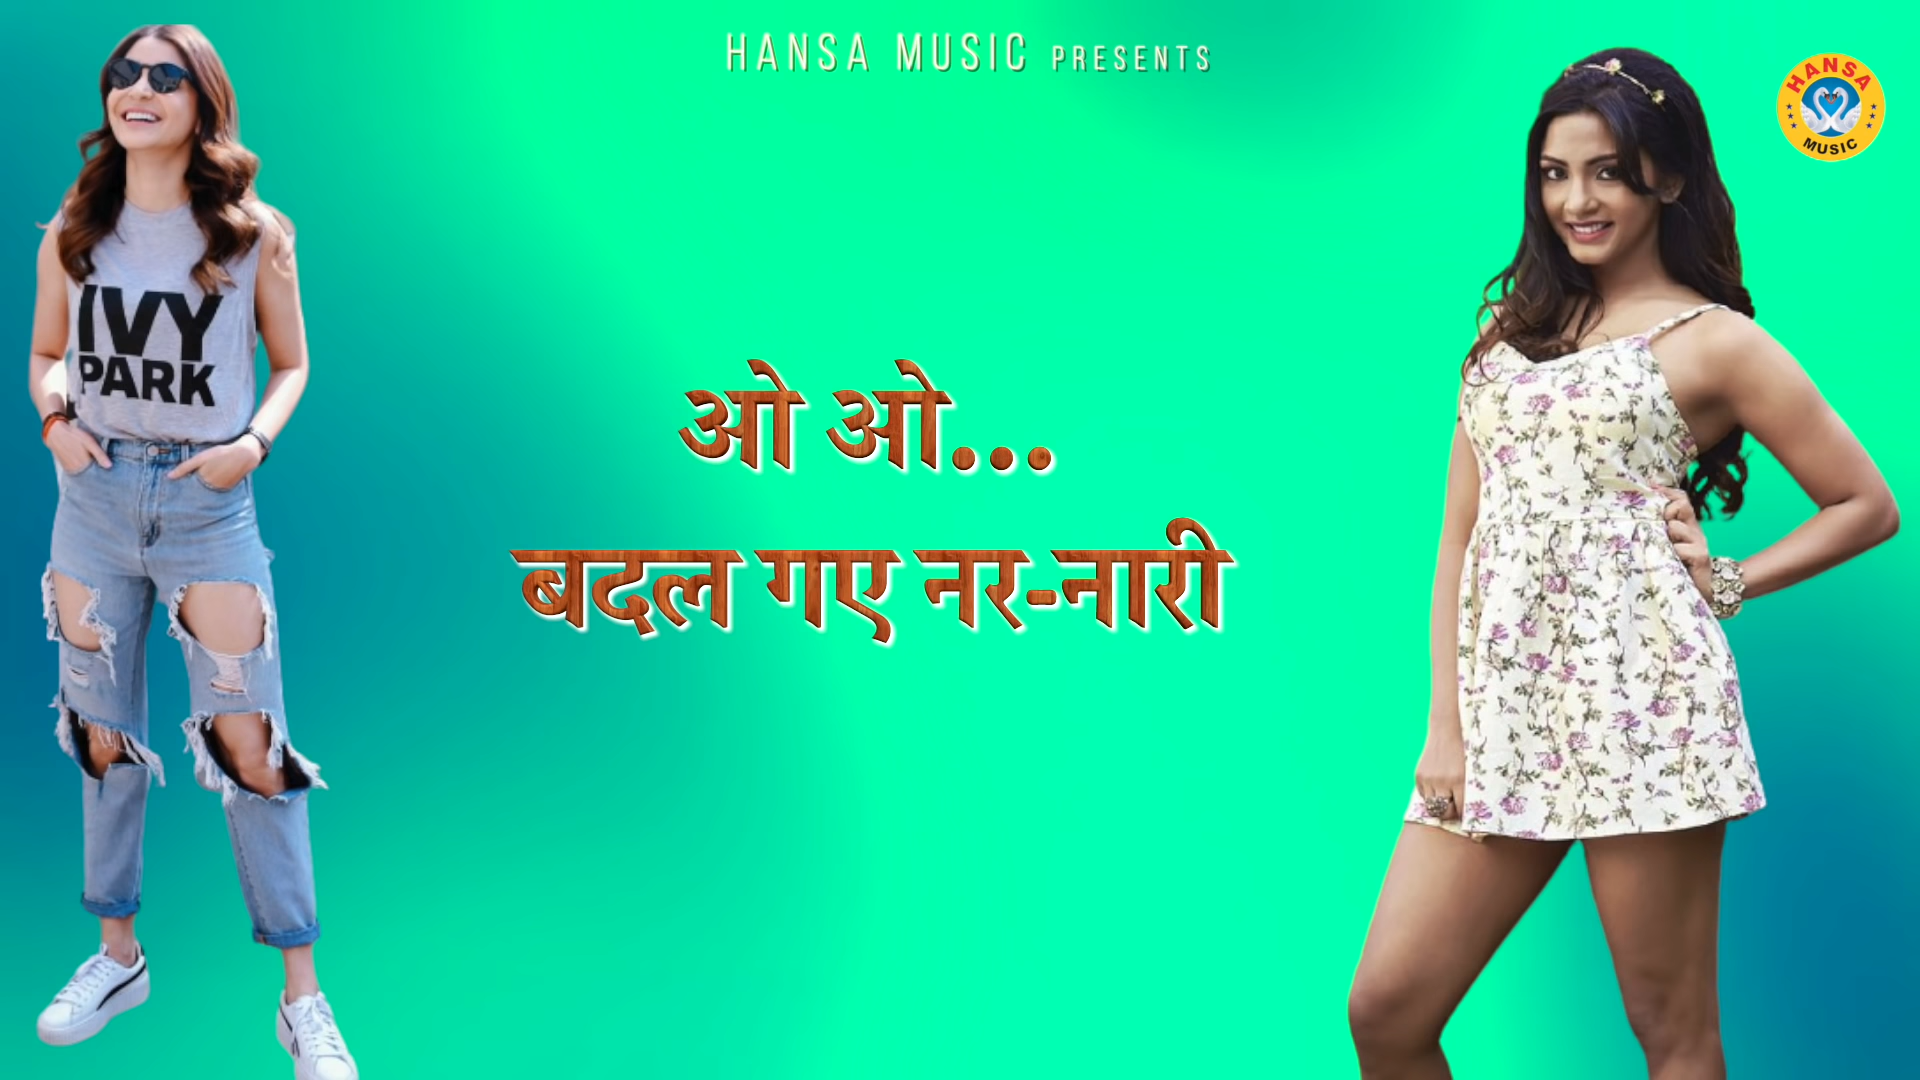 HANSA MUSIC PRESENTS
HANSA
MUSIC
IVY
PARK
ओ ओ...
बदल गए नर-नारी